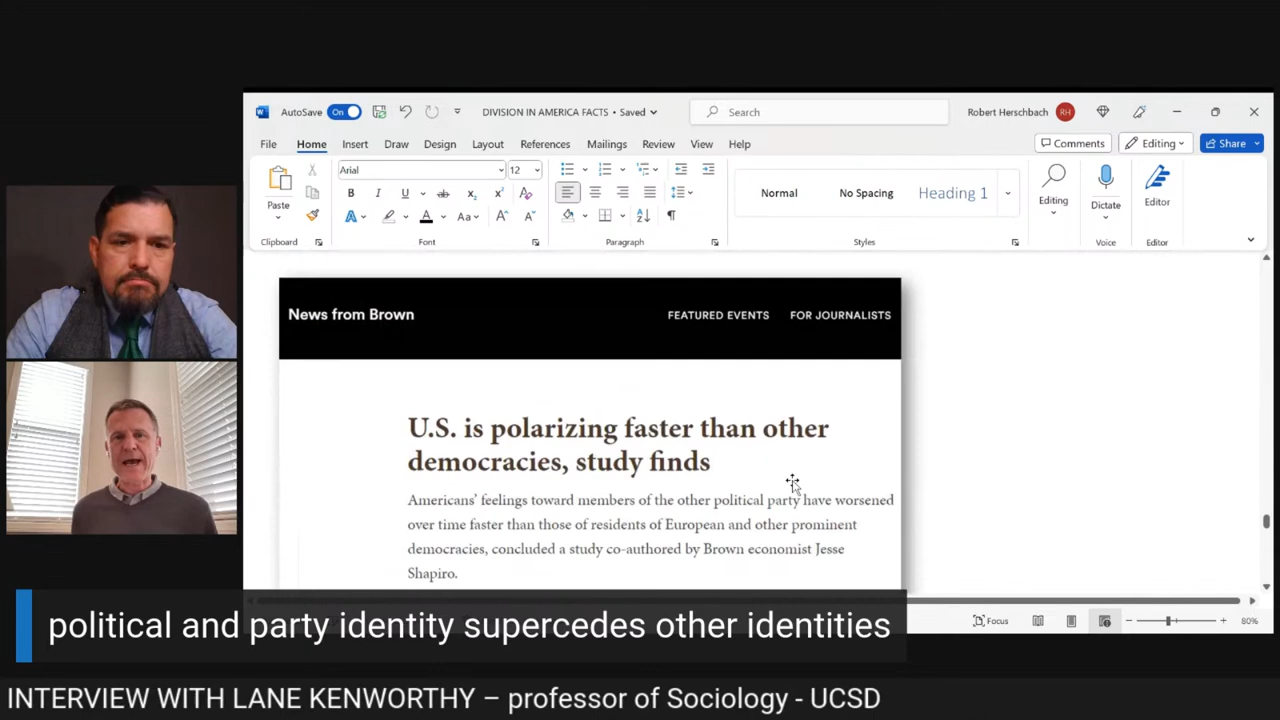 AutoSave On DIVISION IN AMERICA FACTS • Saved Search Robert Herschbach RH
File Home Insert Draw Design Layout References Mailings Review View Help Comments Editing Share
Paste
Arial 12
B I U ab x₂ x²
A A Aa A A
Normal No Spacing Heading 1
Editing
Dictate
Editor
Clipboard Font Paragraph Styles Voice Editor
News from Brown FEATURED EVENTS FOR JOURNALISTS
U.S. is polarizing faster than other
democracies, study finds
Americans' feelings toward members of the other political party have worsened
over time faster than those of residents of European and other prominent
democracies, concluded a study co-authored by Brown economist Jesse
Shapiro.
political and party identity supercedes other identities
Focus 80%
INTERVIEW WITH LANE KENWORTHY – professor of Sociology - UCSD